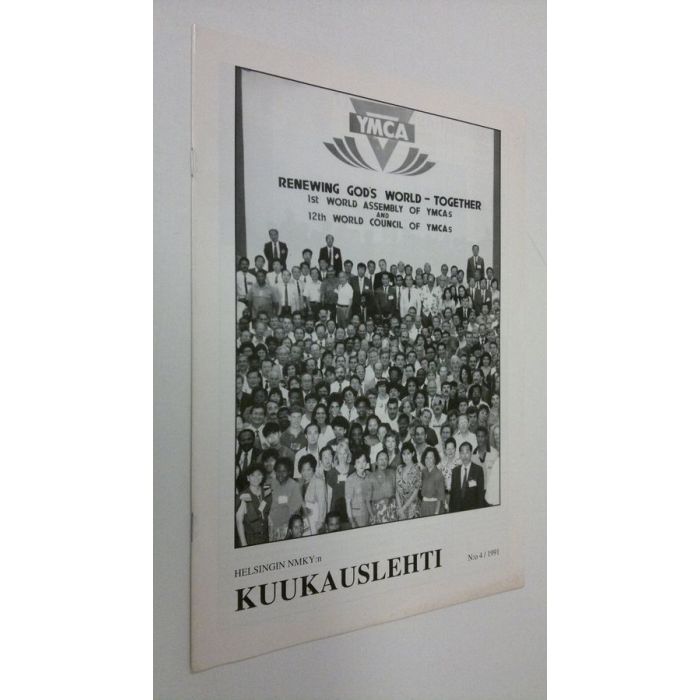 YMCA
RENEWING GOD'S WORLD – TOGETHER
1st WORLD ASSEMBLY OF YMCAs
AND
12th WORLD COUNCIL OF YMCAs
HELSINGIN NMKY:n
KUUKAUSLEHTI
N:o 4 / 1991